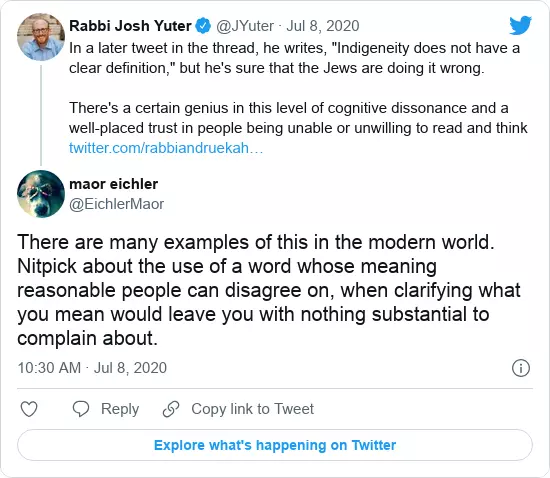 Rabbi Josh Yuter @JYuter · Jul 8, 2020
In a later tweet in the thread, he writes, "Indigeneity does not have a
clear definition," but he's sure that the Jews are doing it wrong.
There's a certain genius in this level of cognitive dissonance and a
well-placed trust in people being unable or unwilling to read and think
twitter.com/rabbiandruekah…
maor eichler
@EichlerMaor
There are many examples of this in the modern world.
Nitpick about the use of a word whose meaning
reasonable people can disagree on, when clarifying what
you mean would leave you with nothing substantial to
complain about.
10:30 AM · Jul 8, 2020
Reply Copy link to Tweet
Explore what's happening on Twitter